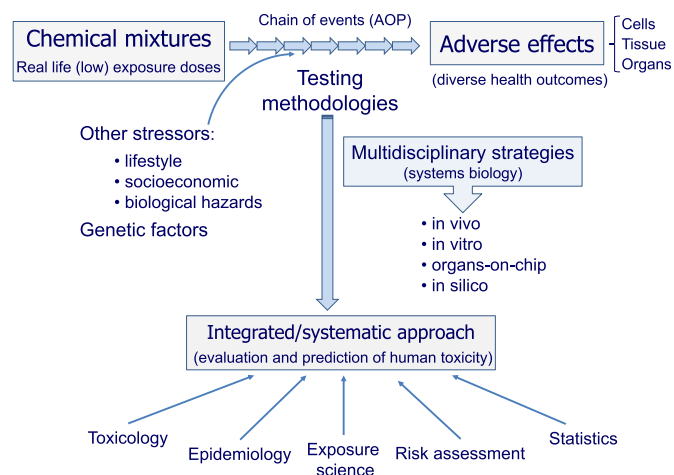 Chain of events (AOP)
Chemical mixtures
Real life (low) exposure doses
Adverse effects
(diverse health outcomes)
Cells
Tissue
Organs
Testing
methodologies
Other stressors:
• lifestyle
• socioeconomic
• biological hazards
Genetic factors
Multidisciplinary strategies
(systems biology)
• in vivo
• in vitro
• organs-on-chip
• in silico
Integrated/systematic approach
(evaluation and prediction of human toxicity)
Toxicology
Epidemiology
Exposure
science
Risk assessment
Statistics